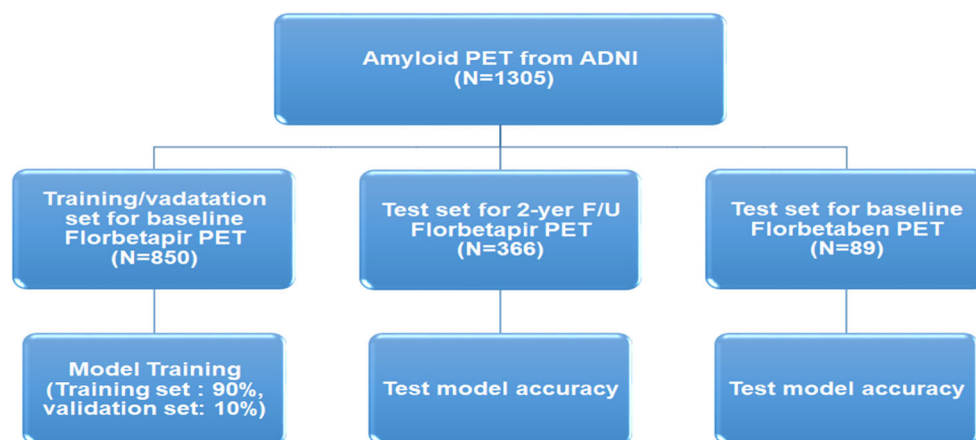 Amyloid PET from ADNI
(N=1305)
Training/vadatation
set for baseline
Florbetapir PET
(N=850)
Test set for 2-yer F/U
Florbetapir PET
(N=366)
Test set for baseline
Florbetaben PET
(N=89)
Model Training
(Training set : 90%,
validation set: 10%)
Test model accuracy
Test model accuracy